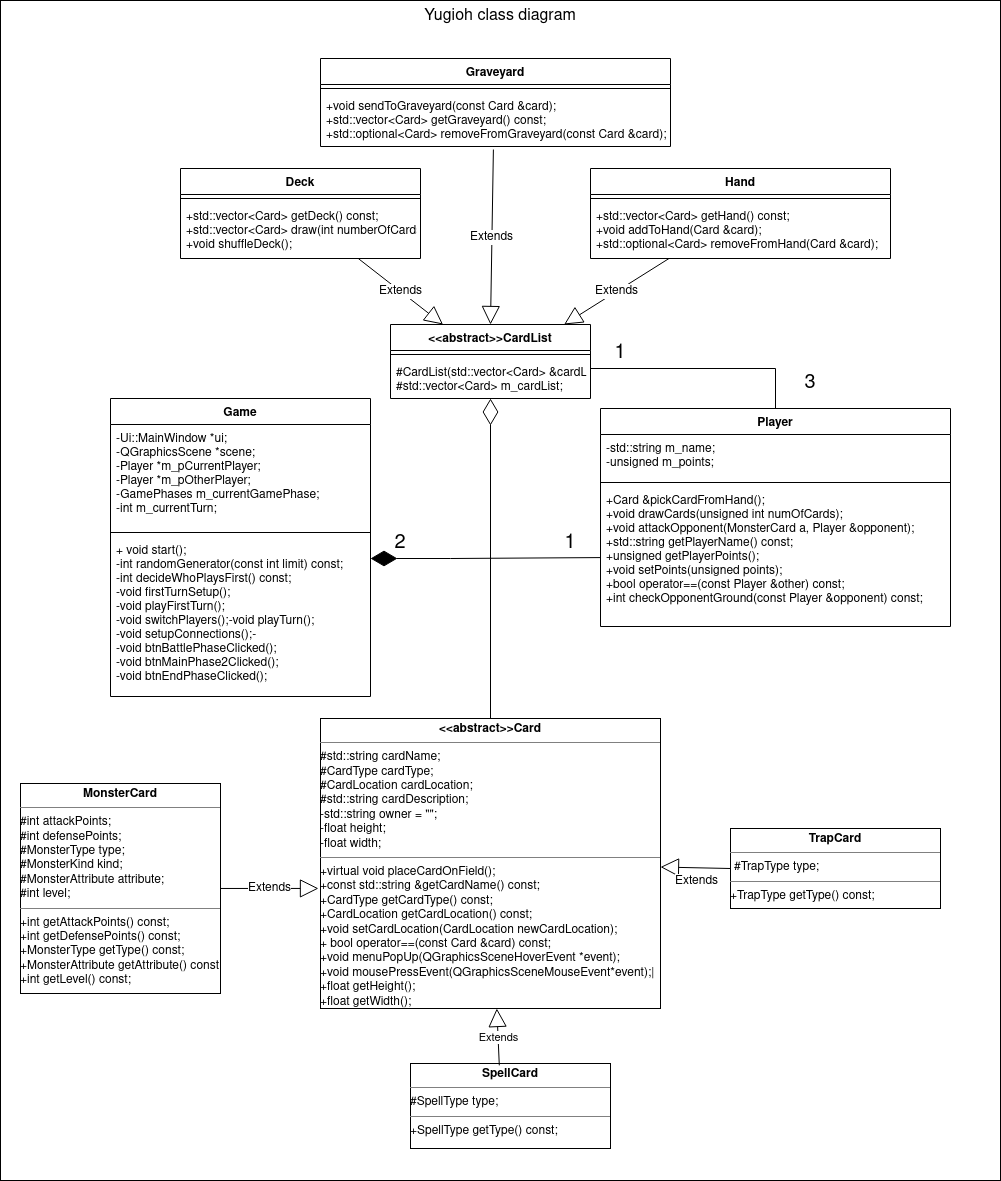 Yugioh class diagram
Graveyard
+void sendToGraveyard(const Card &card);
+std::vector<Card> getGraveyard() const;
+std::optional<Card> removeFromGraveyard(const Card &card);
Deck
+std::vector<Card> getDeck() const;
+std::vector<Card> draw(int numberOfCard
+void shuffleDeck();
Hand
+std::vector<Card> getHand() const;
+void addToHand(Card &card);
+std::optional<Card> removeFromHand(Card &card);
Extends
Extends
Extends
<<abstract>>CardList
#CardList(std::vector<Card> &cardL
#std::vector<Card> m_cardList;
1
3
Game
-Ui::MainWindow *ui;
-QGraphicsScene *scene;
-Player *m_pCurrentPlayer;
-Player *m_pOtherPlayer;
-GamePhases m_currentGamePhase;
-int m_currentTurn;
+ void start();
-int randomGenerator(const int limit) const;
-int decideWhoPlaysFirst() const;
-void firstTurnSetup();
-void playFirstTurn();
-void switchPlayers();-void playTurn();
-void setupConnections();-
-void btnBattlePhaseClicked();
-void btnMainPhase2Clicked();
-void btnEndPhaseClicked();
2
1
Player
-std::string m_name;
-unsigned m_points;
+Card &pickCardFromHand();
+void drawCards(unsigned int numOfCards);
+void attackOpponent(MonsterCard a, Player &opponent);
+std::string getPlayerName() const;
+unsigned getPlayerPoints();
+void setPoints(unsigned points);
+bool operator==(const Player &other) const;
+int checkOpponentGround(const Player &opponent) const;
<<abstract>>Card
#std::string cardName;
#CardType cardType;
#CardLocation cardLocation;
#std::string cardDescription;
-std::string owner = "";
-float height;
-float width;
+virtual void placeCardOnField();
+const std::string &getCardName() const;
+CardType getCardType() const;
+CardLocation getCardLocation() const;
+void setCardLocation(CardLocation newCardLocation);
+ bool operator==(const Card &card) const;
+void menuPopUp(QGraphicsSceneHoverEvent *event);
+void mousePressEvent(QGraphicsSceneMouseEvent*event);|
+float getHeight();
+float getWidth();
MonsterCard
#int attackPoints;
#int defensePoints;
#MonsterType type;
#MonsterKind kind;
#MonsterAttribute attribute;
#int level;
+int getAttackPoints() const;
+int getDefensePoints() const;
+MonsterType getType() const;
+MonsterAttribute getAttribute() const
+int getLevel() const;
Extends
TrapCard
#TrapType type;
+TrapType getType() const;
Extends
Extends
SpellCard
#SpellType type;
+SpellType getType() const;